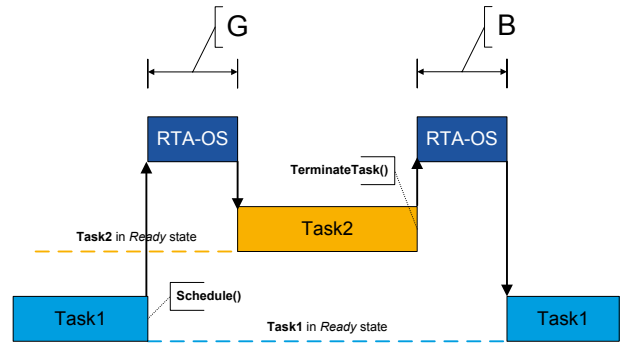 G
B
RTA-OS
RTA-OS
TerminateTask()
Task2
Task2 in Ready state
Schedule()
Task1
Task1 in Ready state
Task1